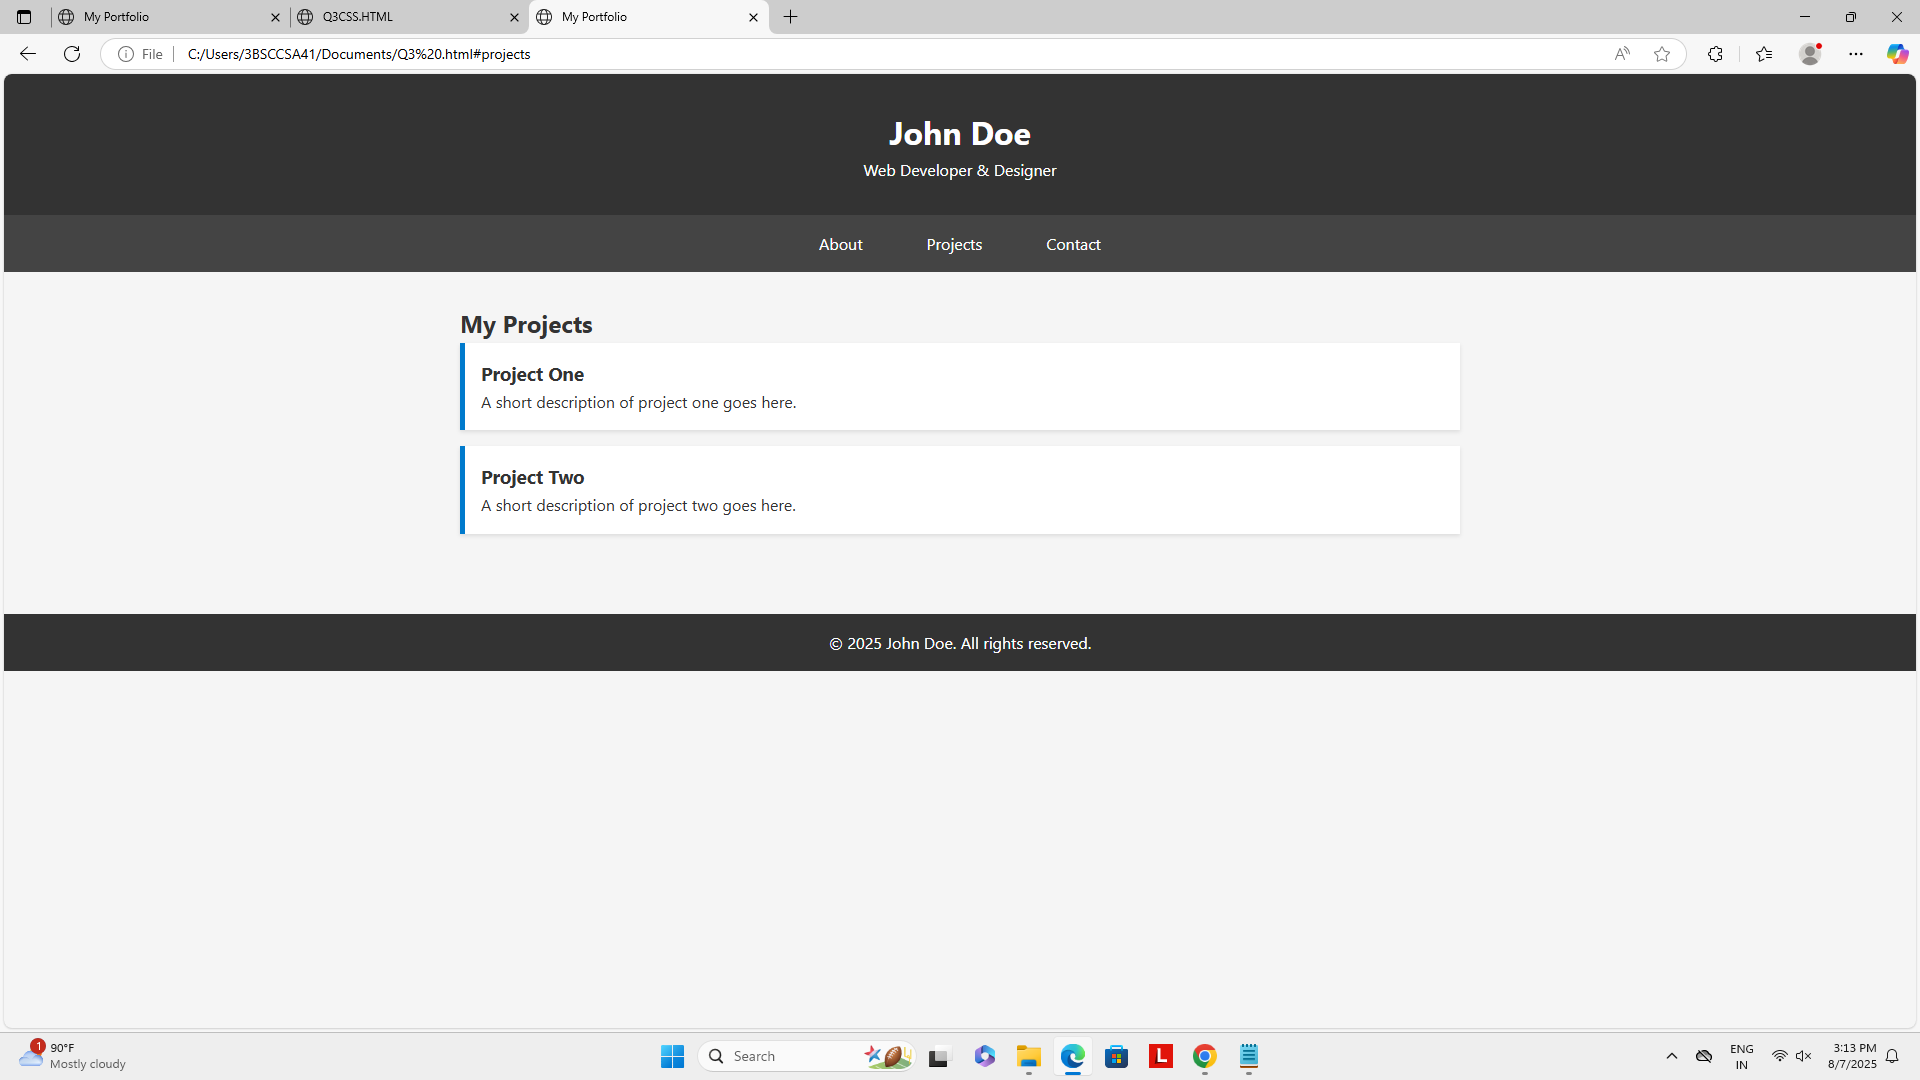 My Portfolio
Q3CSS.HTML
My Portfolio
File
C:/Users/3BSCCSA41/Documents/Q3%20.html#projects
John Doe
Web Developer & Designer
About Projects Contact
My Projects
Project One
A short description of project one goes here.
Project Two
A short description of project two goes here.
© 2025 John Doe. All rights reserved.
1
90°F
Mostly cloudy
Search
L
ENG
IN
3:13 PM
8/7/2025